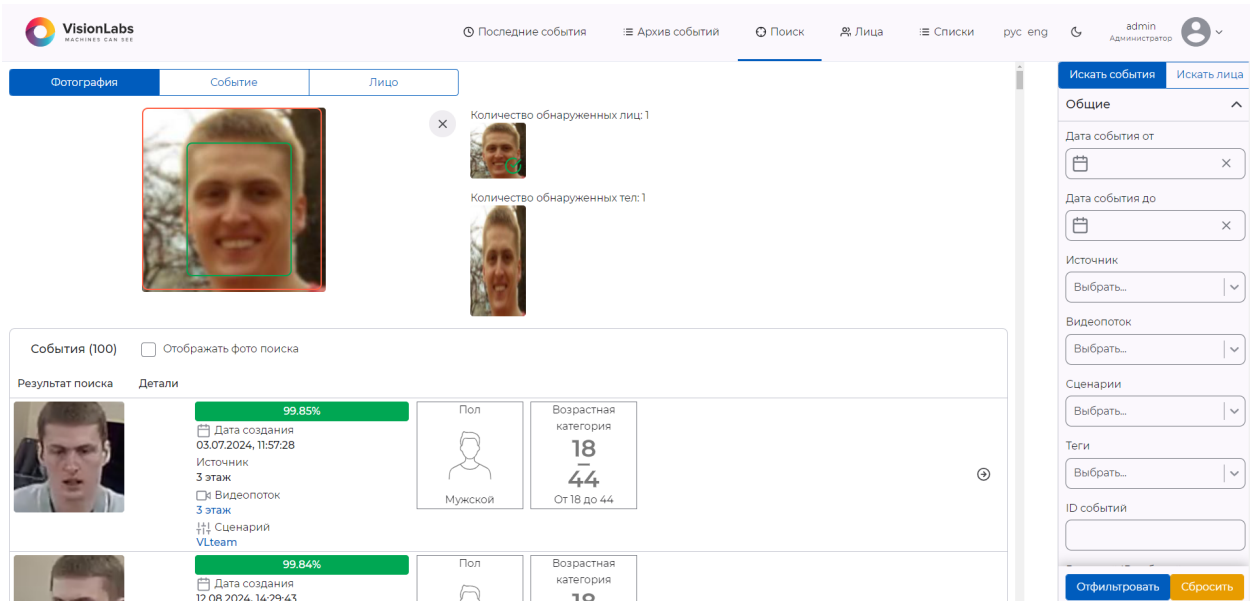 VisionLabs
MACHINES CAN SEE
Последние события
Архив событий
Поиск
Лица
Списки
рус eng
admin
Администратор
Фотография
Событие
Лицо
Количество обнаруженных лиц: 1
Количество обнаруженных тел: 1
События (100)
Отображать фото поиска
Результат поиска
Детали
99.85%
Дата создания
03.07.2024, 11:57:28
Источник
3 этаж
Видеопоток
3 этаж
Сценарий
VLteam
Пол
Мужской
Возрастная
категория
18
44
От 18 до 44
99.84%
Дата создания
12.08.2024, 14:29:43
Пол
Возрастная
категория
18
Искать события
Искать лица
Общие
Дата события от
Дата события до
Источник
Выбрать...
Видеопоток
Выбрать...
Сценарии
Выбрать...
Теги
Выбрать...
ID событий
Отфильтровать
Сбросить